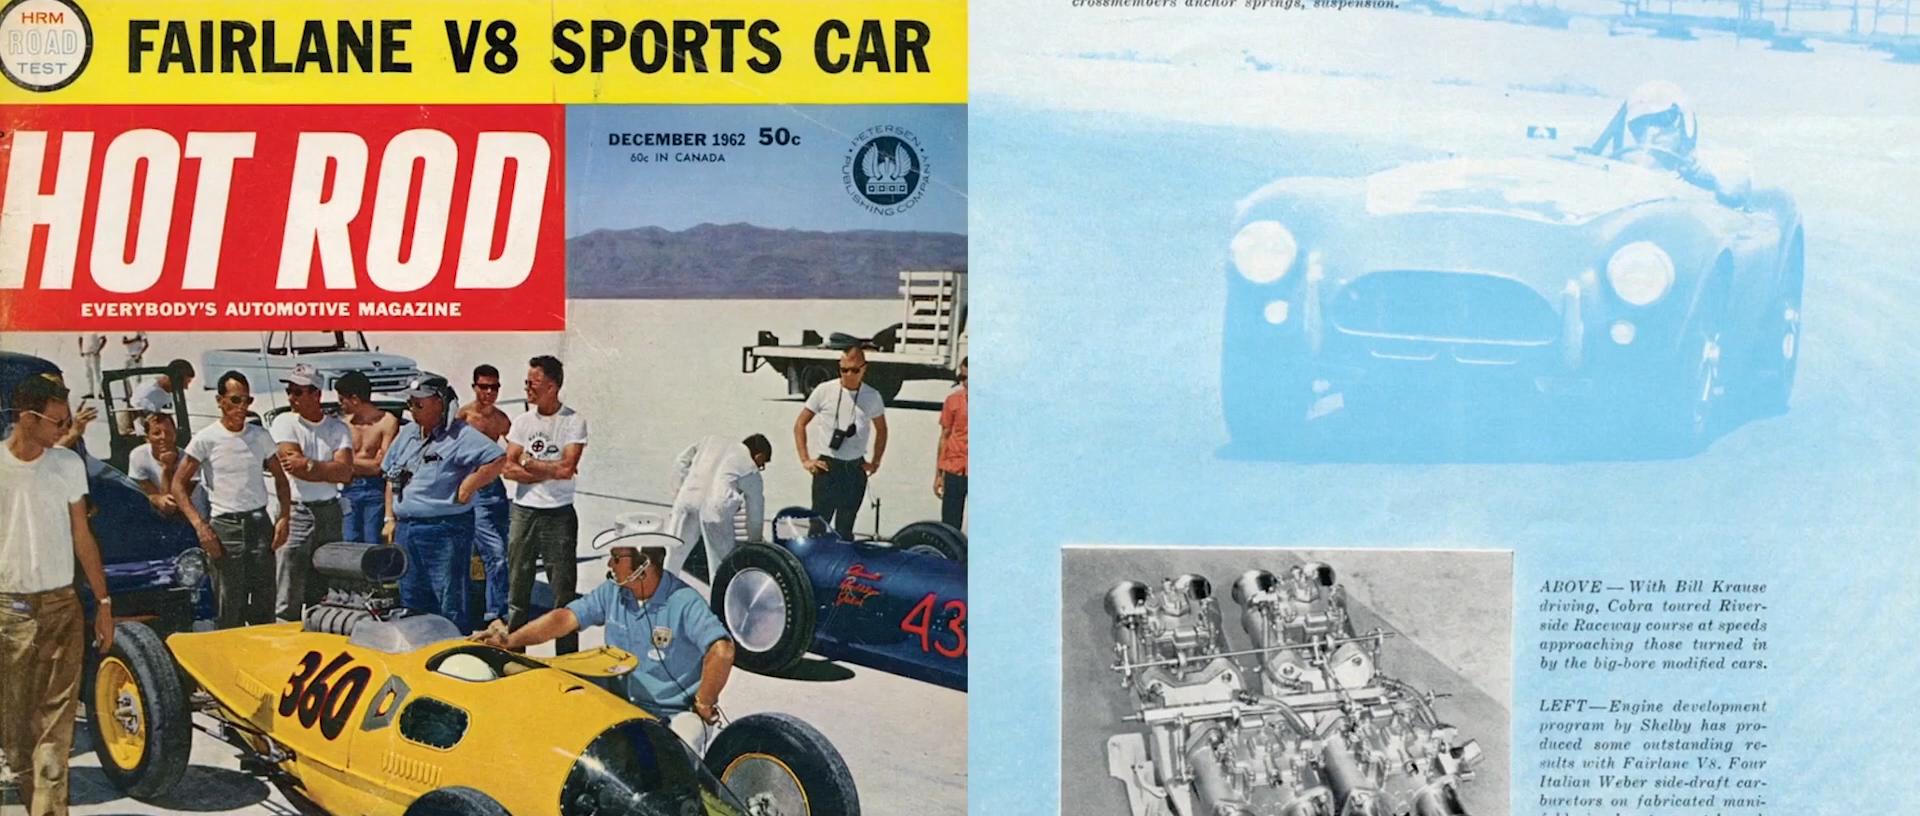 HRM
ROAD
TEST
FAIRLANE V8 SPORTS CAR
HOT ROD
EVERYBODY'S AUTOMOTIVE MAGAZINE
DECEMBER 1962 50c
60c IN CANADA
PETERSEN
PUBLISHING COMPANY
360
43
crossmembers anchor springs, suspension.
ABOVE — With Bill Krause
driving, Cobra toured River-
side Raceway course at speeds
approaching those turned in
by the big-bore modified cars.
LEFT—Engine development
program by Shelby has pro-
duced some outstanding re-
sults with Fairlane V8. Four
Italian Weber side-draft car-
buretors on fabricated mani-